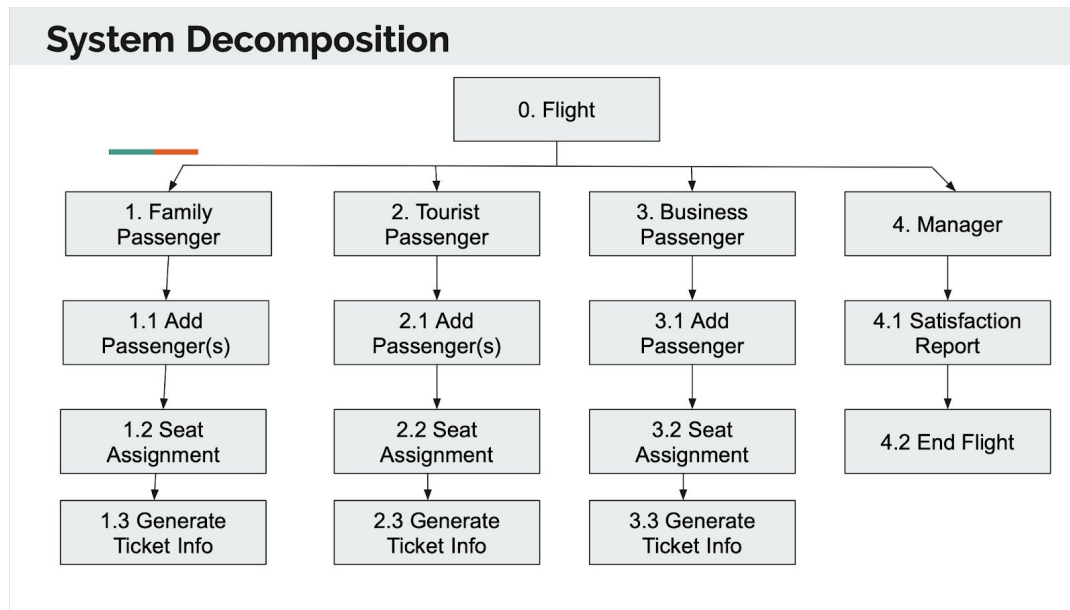 System Decomposition
0. Flight
1. Family
Passenger
2. Tourist
Passenger
3. Business
Passenger
4. Manager
1.1 Add
Passenger(s)
2.1 Add
Passenger(s)
3.1 Add
Passenger
4.1 Satisfaction
Report
1.2 Seat
Assignment
2.2 Seat
Assignment
3.2 Seat
Assignment
4.2 End Flight
1.3 Generate
Ticket Info
2.3 Generate
Ticket Info
3.3 Generate
Ticket Info